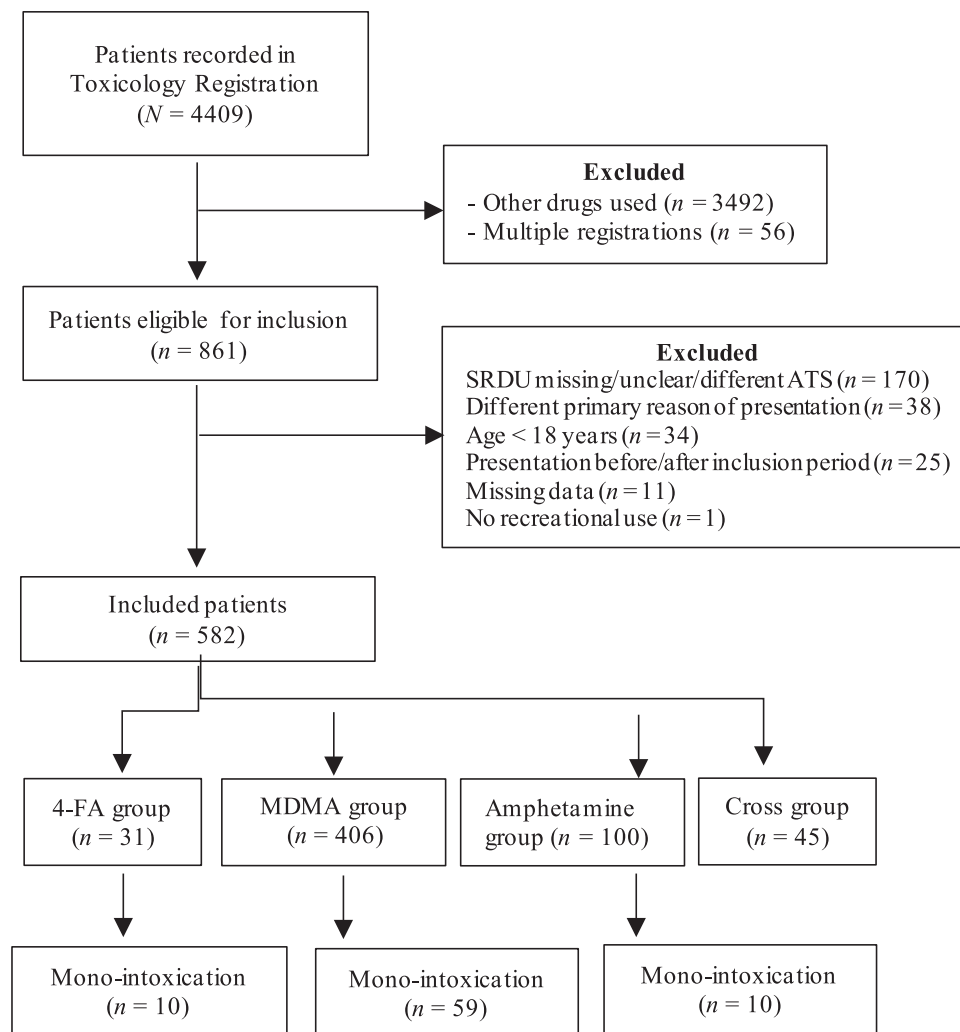 Patients recorded in
Toxicology Registration
(N = 4409)
Excluded
- Other drugs used (n = 3492)
- Multiple registrations (n = 56)
Patients eligible for inclusion
(n = 861)
Excluded
SRDU missing/unclear/different ATS (n = 170)
Different primary reason of presentation (n = 38)
Age < 18 years (n = 34)
Presentation before/after inclusion period (n = 25)
Missing data (n = 11)
No recreational use (n = 1)
Included patients
(n = 582)
4-FA group
(n = 31)
MDMA group
(n = 406)
Amphetamine
group (n = 100)
Cross group
(n = 45)
Mono-intoxication
(n = 10)
Mono-intoxication
(n = 59)
Mono-intoxication
(n = 10)